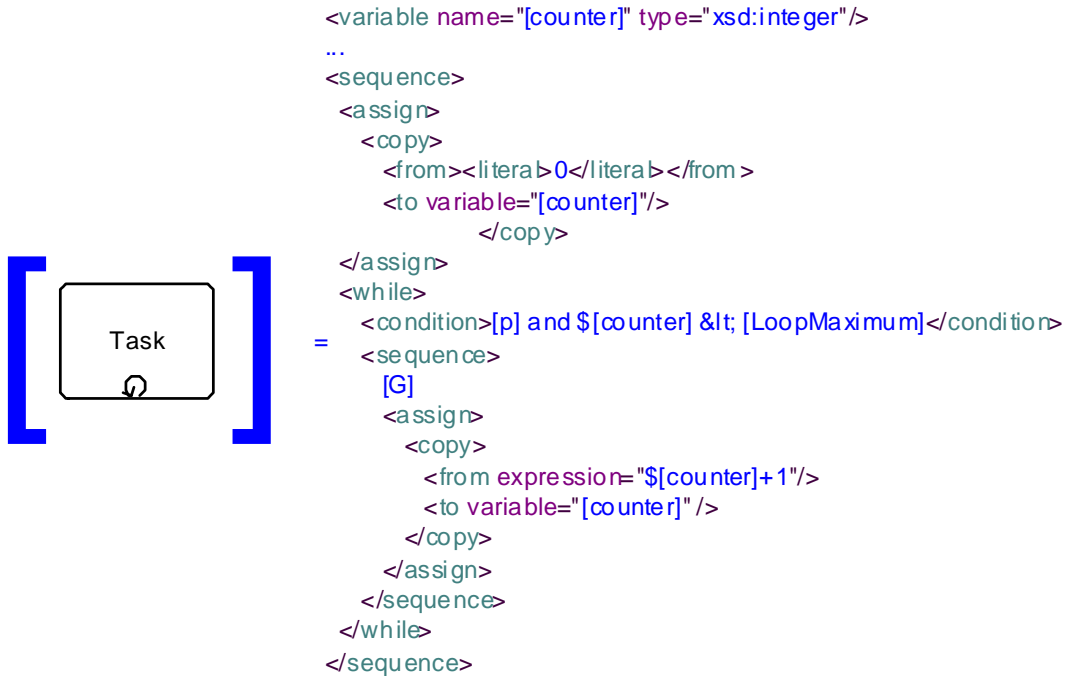 <variable name="[counter]" type="xsd:integer"/>
...
<sequence>
<assign>
<copy>
<from><literal>0</literal></from>
<to variable="[counter]"/>
</copy>
</assign>
<while>
<condition>[p] and $[counter] &lt; [LoopMaximum]</condition>
Task
=
<sequence>
[G]
<assign>
<copy>
<from expression="$[counter]+1"/>
<to variable="[counter]" />
</copy>
</assign>
</sequence>
</while>
</sequence>